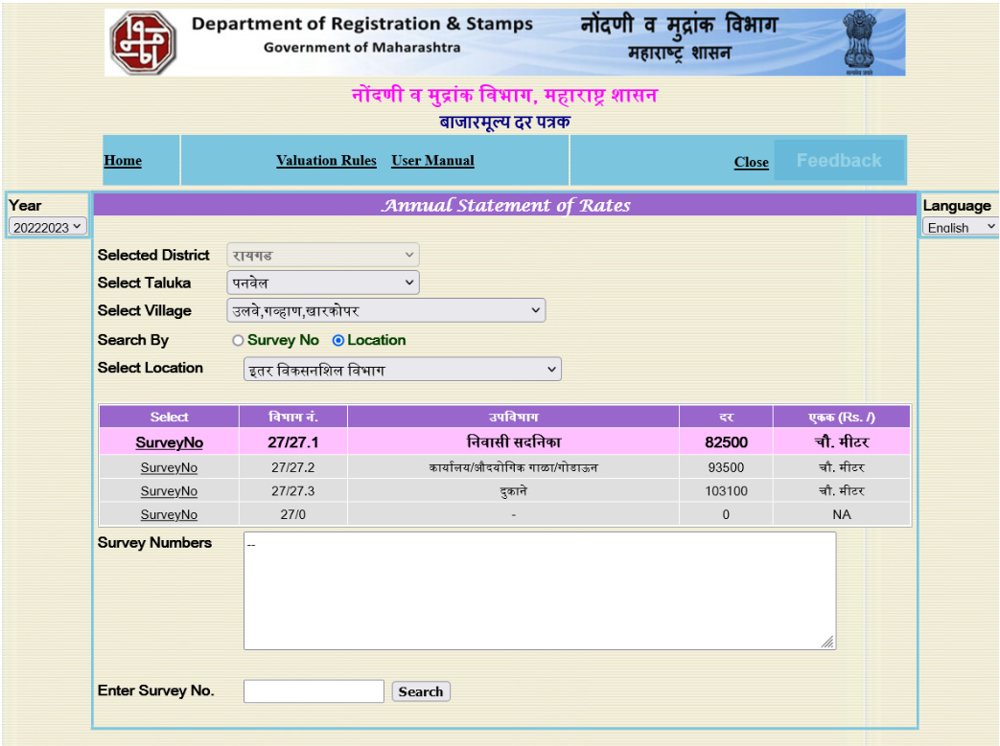 Department of Registration & Stamps
Government of Maharashtra
नोंदणी व मुद्रांक विभाग
महाराष्ट्र शासन
नोंदणी व मुद्रांक विभाग, महाराष्ट्र शासन
बाजारमूल्य दर पत्रक
Home Valuation Rules User Manual Close Feedback
Year Annual Statement of Rates Language
20222023 English
Selected District रायगड
Select Taluka पनवेल
Select Village उलवे,गव्हाण,खारकोपर
Search By Survey No Location
Select Location इतर विकसनशिल विभाग
Select विभाग नं. उपविभाग दर एकक (Rs. /)
SurveyNo 27/27.1 निवासी सदनिका 82500 चौ. मीटर
SurveyNo 27/27.2 कार्यालय/औदयोगिक गाळा/गोडाऊन 93500 चौ. मीटर
SurveyNo 27/27.3 दुकाने 103100 चौ. मीटर
SurveyNo 27/0 - 0 NA
Survey Numbers --
Enter Survey No. Search